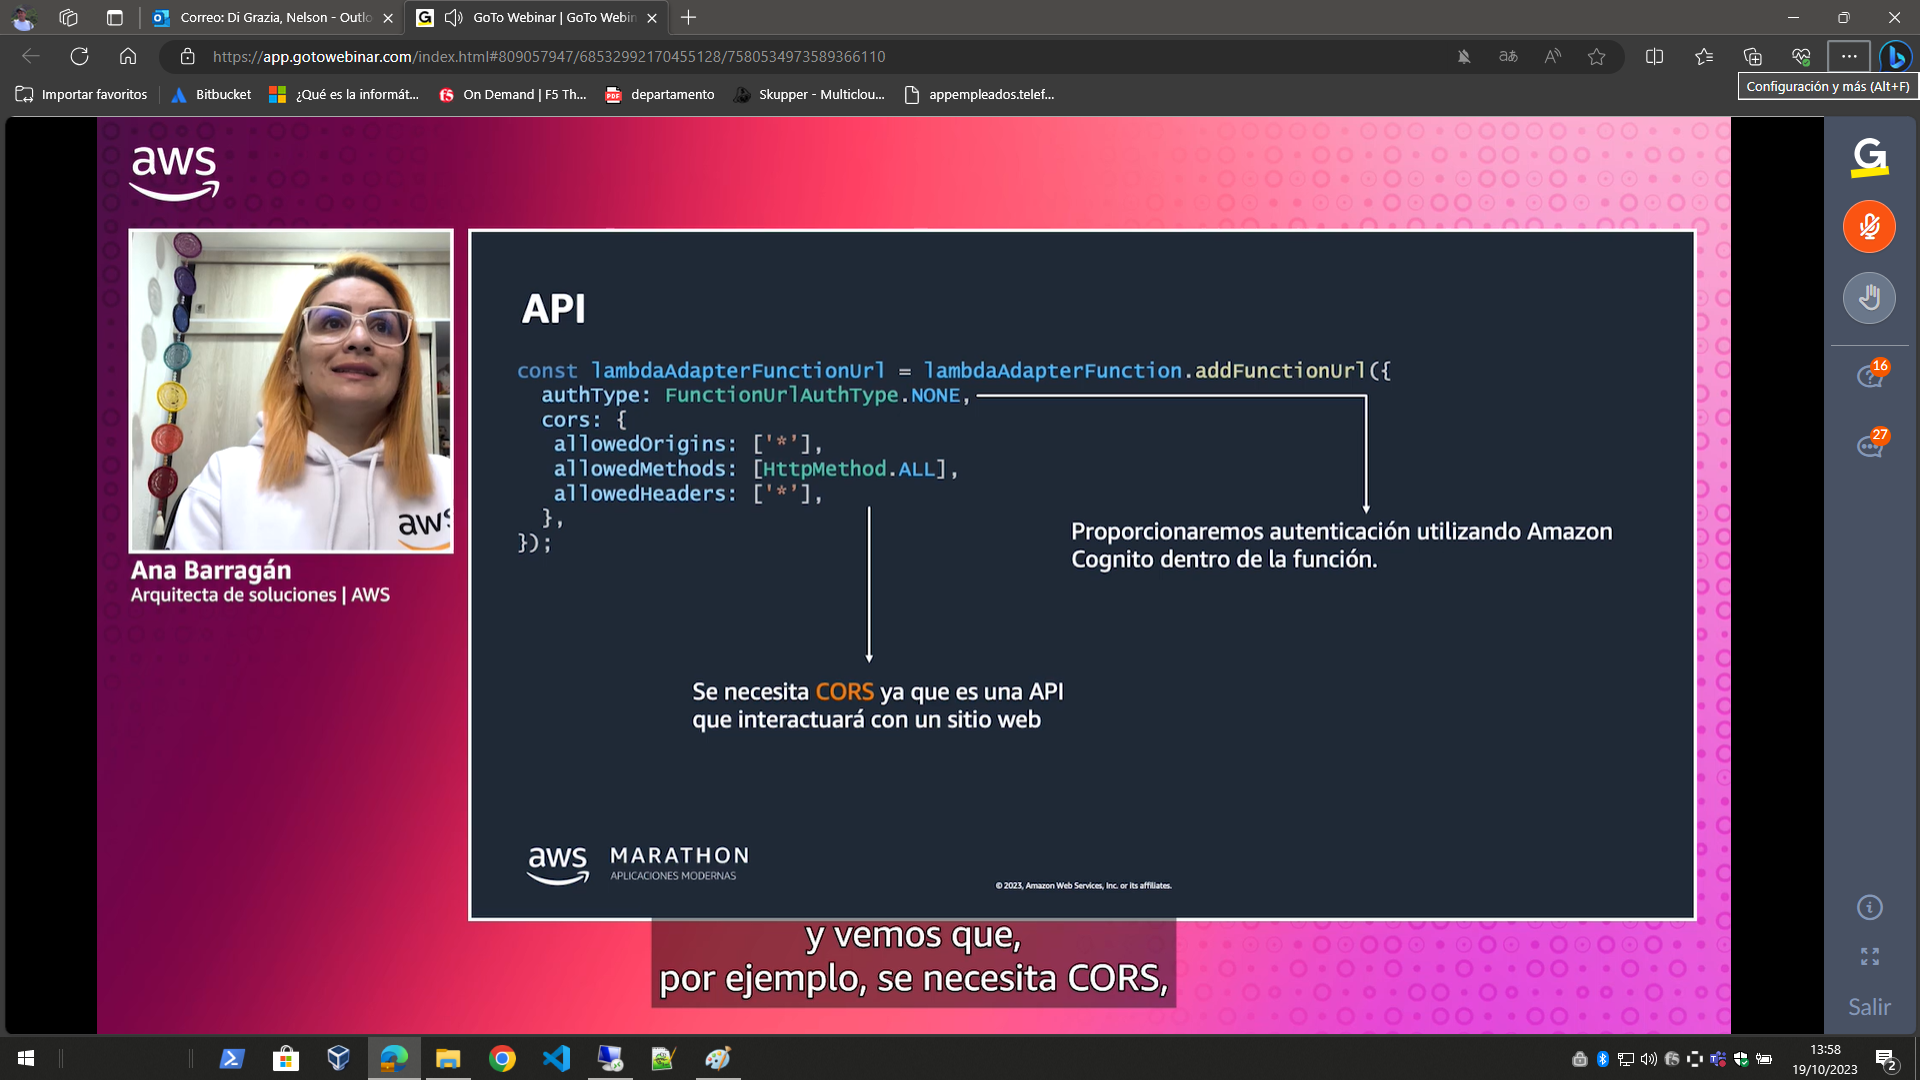 Correo: Di Grazia, Nelson - Outlo
GoTo Webinar | GoTo Webin
https://app.gotowebinar.com/index.html#809057947/68532992170455128/7580534973589366110
Importar favoritos
Bitbucket
¿Qué es la informát...
On Demand | F5 Th...
departamento
Skupper - Multiclou...
appempleados.telef...
Configuración y más (Alt+F)
aws
G
16
27
API
const lambdaAdapterFunctionUrl = lambdaAdapterFunction.addFunctionUrl({
authType: FunctionUrlAuthType.NONE,
cors: {
allowedOrigins: ['*'],
allowedMethods: [HttpMethod.ALL],
allowedHeaders: ['*'],
},
});
Proporcionaremos autenticación utilizando Amazon
Cognito dentro de la función.
Se necesita CORS ya que es una API
que interactuará con un sitio web
aws
Ana Barragán
Arquitecta de soluciones | AWS
aws MARATHON
APLICACIONES MODERNAS
© 2023, Amazon Web Services, Inc. or its affiliates.
y vemos que,
por ejemplo, se necesita CORS,
Salir
13:58
19/10/2023
2